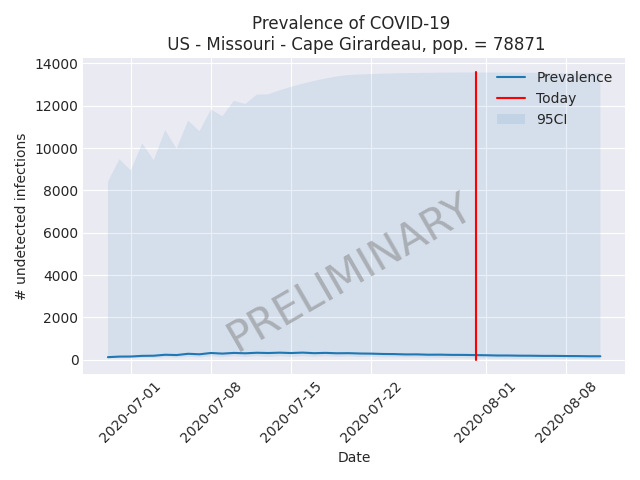 Prevalence of COVID-19
US - Missouri - Cape Girardeau, pop. = 78871
14000
12000
10000
8000
6000
4000
2000
0
# undetected infections
Prevalence
Today
95CI
PRELIMINARY
2020-07-01
2020-07-08
2020-07-15
2020-07-22
2020-08-01
2020-08-08
Date